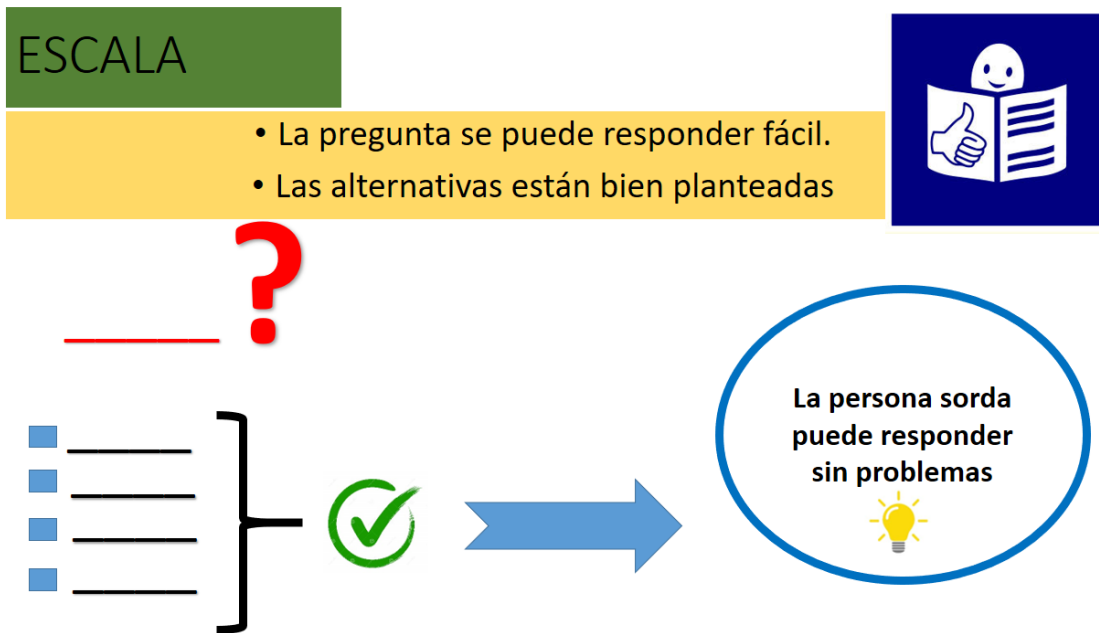 ESCALA
• La pregunta se puede responder fácil.
• Las alternativas están bien planteadas
?
La persona sorda
puede responder
sin problemas